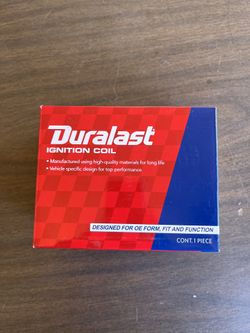 Duralast
IGNITION COIL
• Manufactured using high-quality materials for long life
• Vehicle specific design for top performance
DESIGNED FOR OE FORM, FIT AND FUNCTION
CONT. 1 PIECE